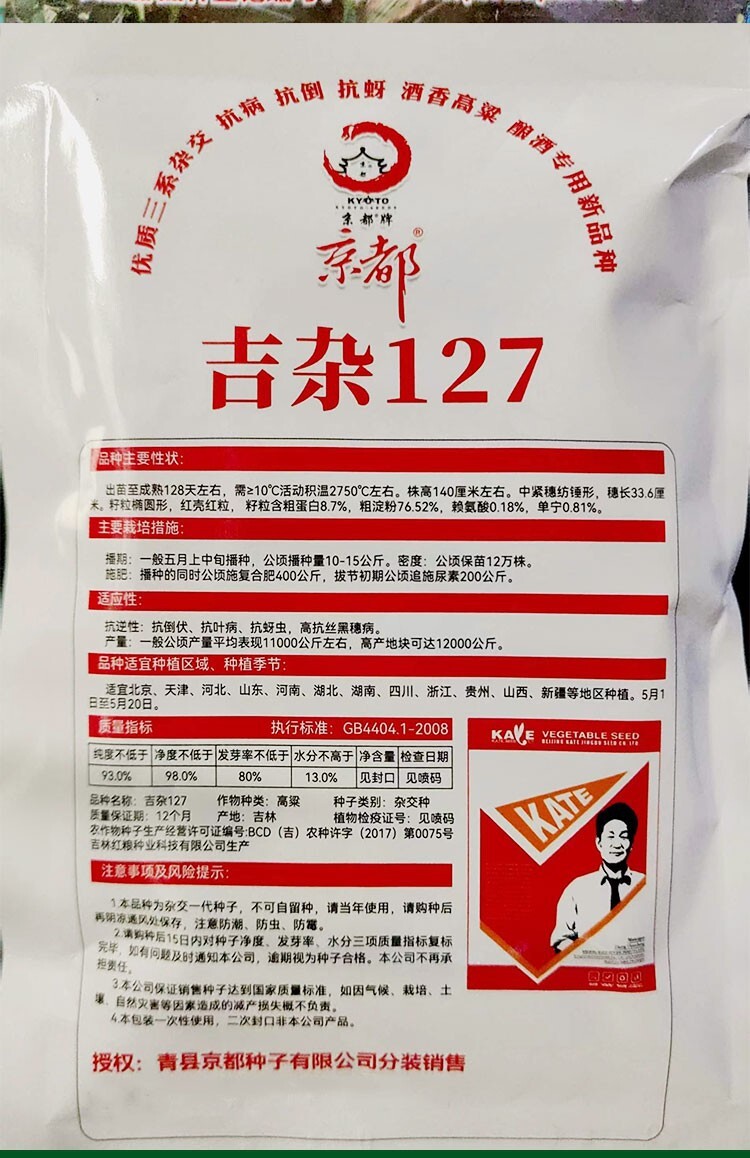 优质三系杂交 抗病 抗倒 抗蚜 酒香高粱 酿酒专用新品种
KYOTO
京都®牌
京都®
吉杂127
品种主要性状:
出苗至成熟128天左右，需≥10℃活动积温2750℃左右。株高140厘米左右。中紧穗纺锤形，穗长33.6厘
米。籽粒椭圆形，红壳红粒，籽粒含粗蛋白8.7%，粗淀粉76.52%，赖氨酸0.18%，单宁0.81%。
主要栽培措施:
播期：一般五月上中旬播种，公顷播种量10-15公斤。密度：公顷保苗12万株。
施肥：播种的同时公顷施复合肥400公斤，拔节初期公顷追施尿素200公斤。
适应性:
抗逆性：抗倒伏、抗叶病、抗蚜虫，高抗丝黑穗病。
产量：一般公顷产量平均表现11000公斤左右，高产地块可达12000公斤。
品种适宜种植区域、种植季节:
适宜北京、天津、河北、山东、河南、湖北、湖南、四川、浙江、贵州、山西、新疆等地区种植。5月1
日至5月20日。
质量指标 执行标准：GB4404.1-2008
纯度不低于 净度不低于 发芽率不低于 水分不高于 净含量 检查日期
93.0% 98.0% 80% 13.0% 见封口 见喷码
品种名称：吉杂127 作物种类：高粱 种子类别：杂交种
质量保证期：12个月 产地：吉林 植物检疫证号：见喷码
农作物种子生产经营许可证编号:BCD（吉）农种许字（2017）第0075号
吉林红粮种业科技有限公司生产
注意事项及风险提示:
1.本品种为杂交一代种子，不可自留种，请当年使用，请购种后
再阴凉通风处保存，注意防潮、防虫、防霉。
2.请购种后15日内对种子净度、发芽率、水分三项质量指标复标
完毕，如有问题及时通知本公司，逾期视为种子合格。本公司不再承
担责任。
3.本公司保证销售种子达到国家质量标准，如因气候、栽培、土
壤、自然灾害等因素造成的减产损失概不负责。
4.本包装一次性使用，二次封口非本公司产品。
KATE VEGETABLE SEED
BEIJING KATE JINGDU SEED CO. LTD
KATE
授权：青县京都种子有限公司分装销售